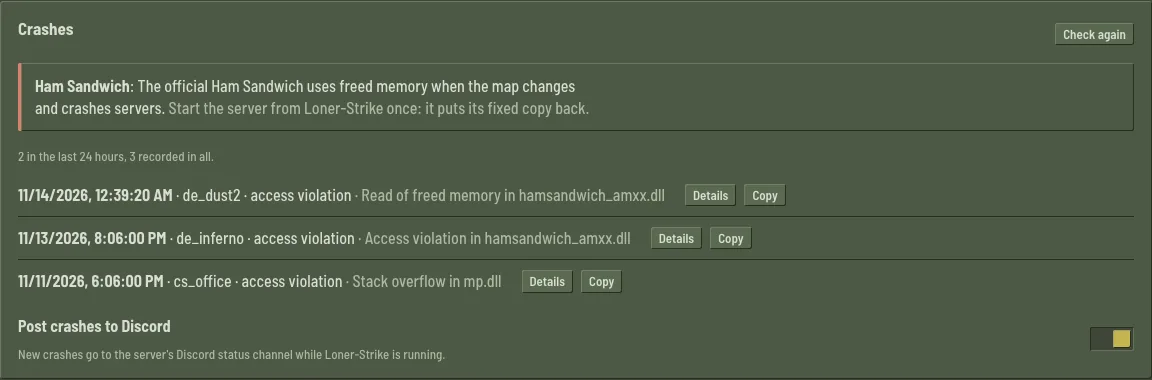 Crashes
Check again
Ham Sandwich: The official Ham Sandwich uses freed memory when the map changes
and crashes servers. Start the server from Loner-Strike once: it puts its fixed copy back.
2 in the last 24 hours, 3 recorded in all.
11/14/2026, 12:39:20 AM · de_dust2 · access violation · Read of freed memory in hamsandwich_amxx.dll Details Copy
11/13/2026, 8:06:00 PM · de_inferno · access violation · Access violation in hamsandwich_amxx.dll Details Copy
11/11/2026, 6:06:00 PM · cs_office · access violation · Stack overflow in mp.dll Details Copy
Post crashes to Discord
New crashes go to the server's Discord status channel while Loner-Strike is running.